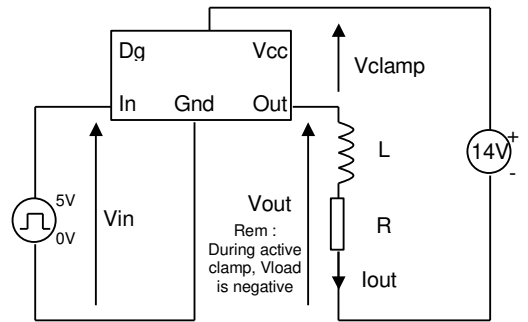 Dg
Vcc
In
Gnd
Out
Vclamp
14V
+
-
L
5V
0V
Vin
Vout
Rem :
During active
clamp, Vload
is negative
R
Iout